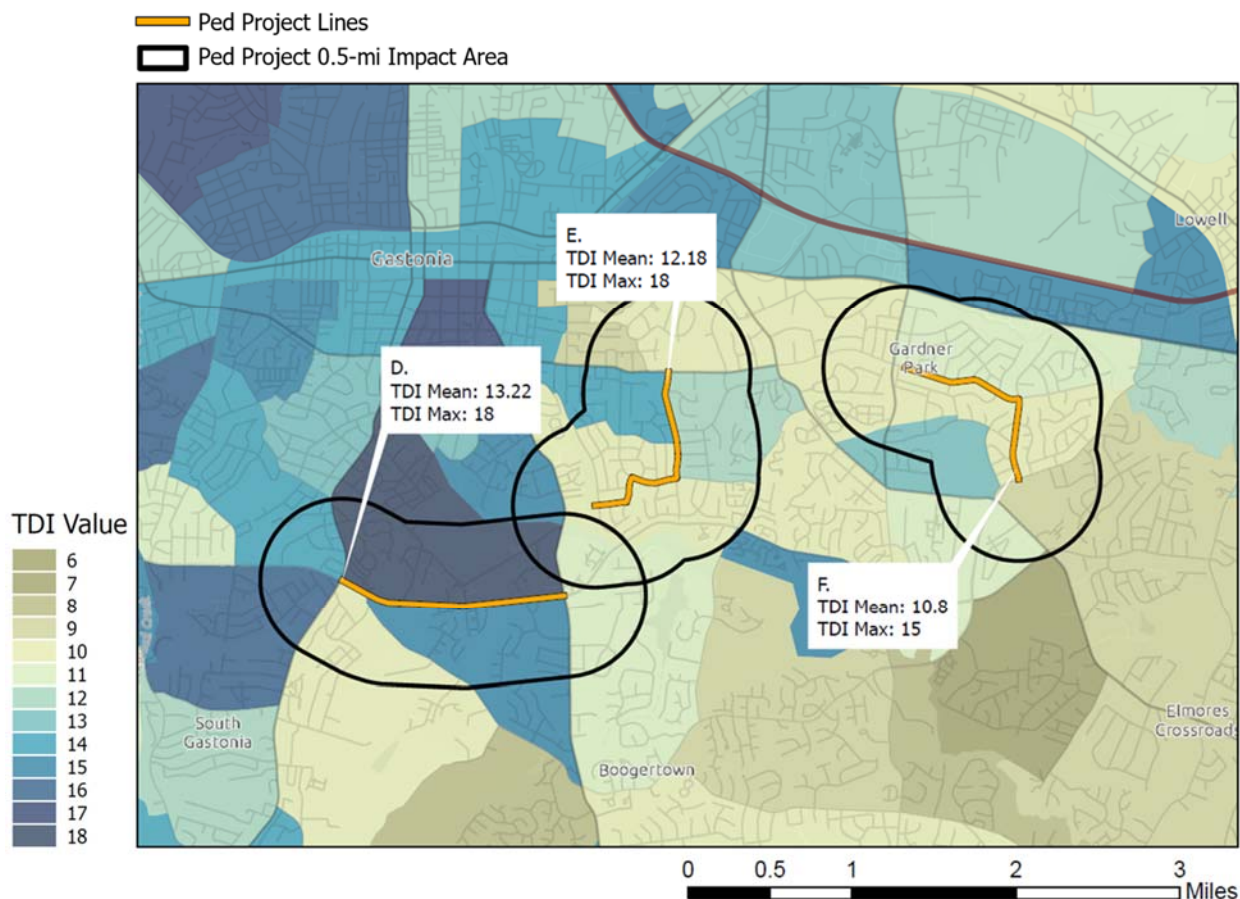 Ped Project Lines
Ped Project 0.5-mi Impact Area
Lowell
E.
TDI Mean: 12.18
TDI Max: 18
Gastonia
Gardner
Park
D.
TDI Mean: 13.22
TDI Max: 18
TDI Value
6
7
8
9
10
11
12
13
14
15
16
17
18
F.
TDI Mean: 10.8
TDI Max: 15
South
Gastonia
Elmores
Crossroads
Boogertown
0 0.5 1 2 3
Miles